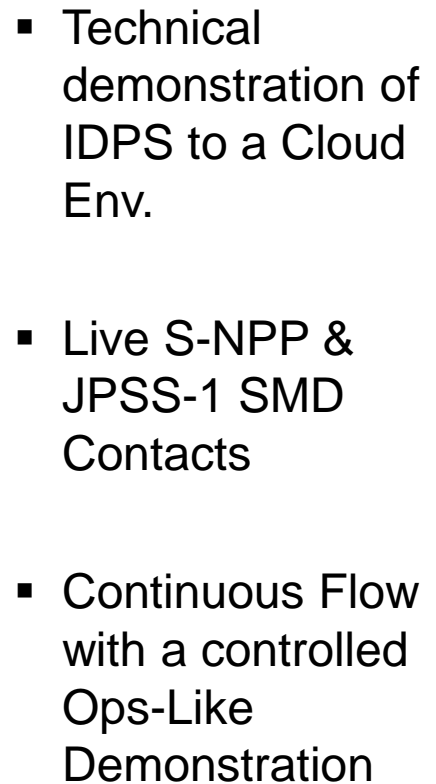 ▪ Technical
demonstration of
IDPS to a Cloud
Env.
▪ Live S-NPP &
JPSS-1 SMD
Contacts
▪ Continuous Flow
with a controlled
Ops-Like
Demonstration